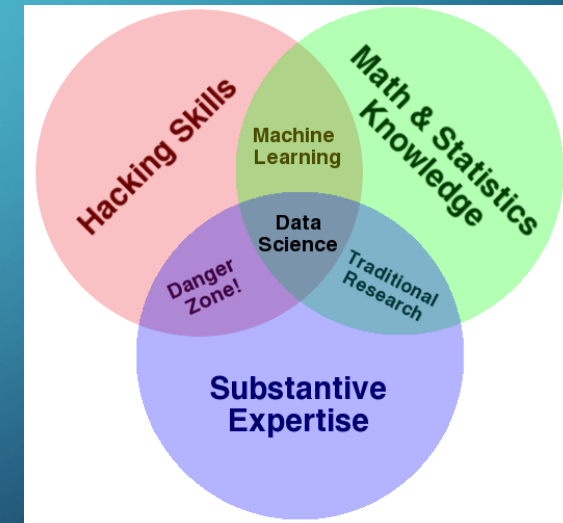 Hacking Skills
Math & Statistics
Knowledge
Machine
Learning
Data
Science
Danger
Zone!
Traditional
Research
Substantive
Expertise